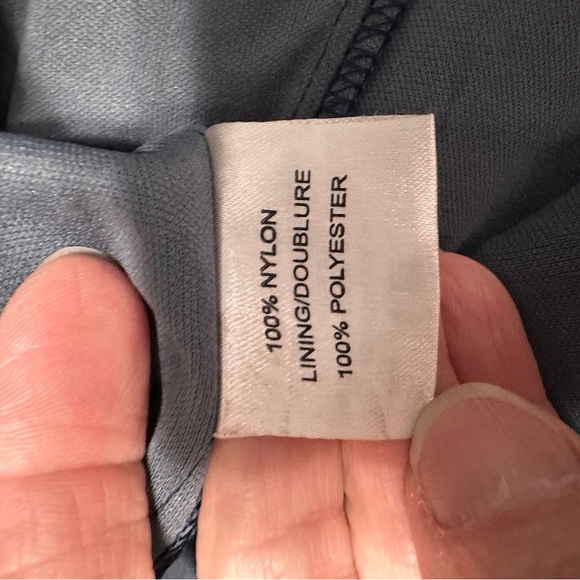 100% NYLON
LINING/DOUBLURE
100% POLYESTER